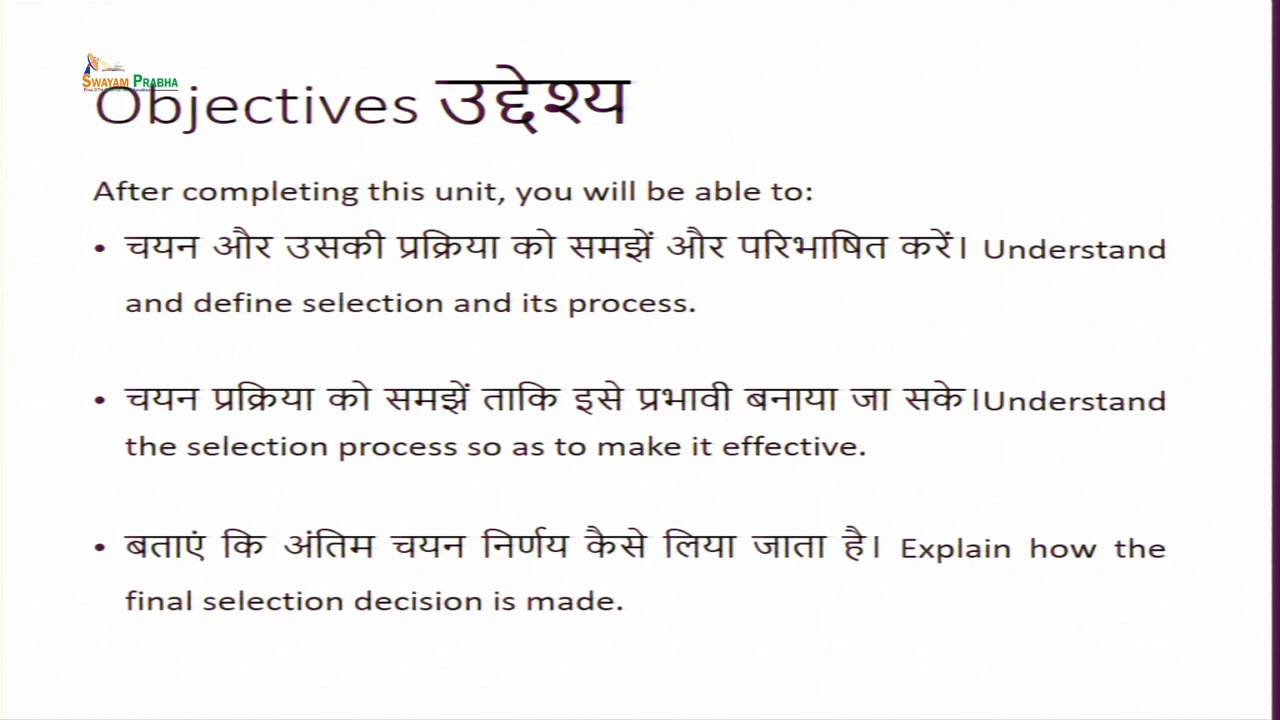 SWAYAM PRABHA
Objectives उद्देश्य
After completing this unit, you will be able to:
• चयन और उसकी प्रक्रिया को समझें और परिभाषित करें। Understand
and define selection and its process.
• चयन प्रक्रिया को समझें ताकि इसे प्रभावी बनाया जा सके।Understand
the selection process so as to make it effective.
• बताएं कि अंतिम चयन निर्णय कैसे लिया जाता है। Explain how the
final selection decision is made.